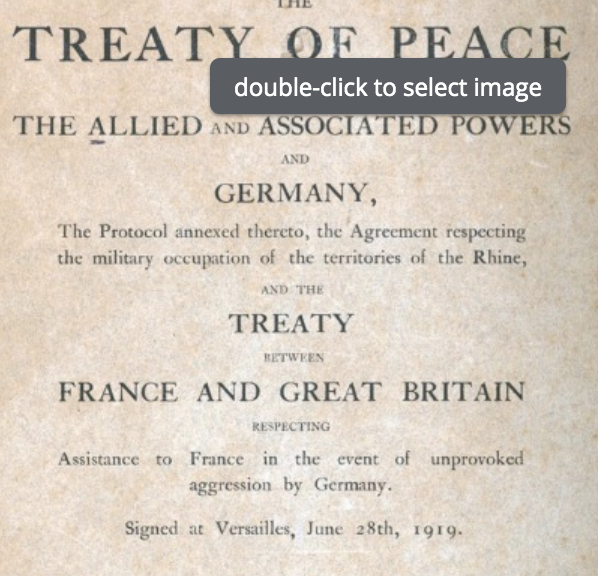 THE
TREATY OF PEACE
double-click to select image
THE ALLIED AND ASSOCIATED POWERS
AND
GERMANY,
The Protocol annexed thereto, the Agreement respecting
the military occupation of the territories of the Rhine,
AND THE
TREATY
BETWEEN
FRANCE AND GREAT BRITAIN
RESPECTING
Assistance to France in the event of unprovoked
aggression by Germany.
Signed at Versailles, June 28th, 1919.